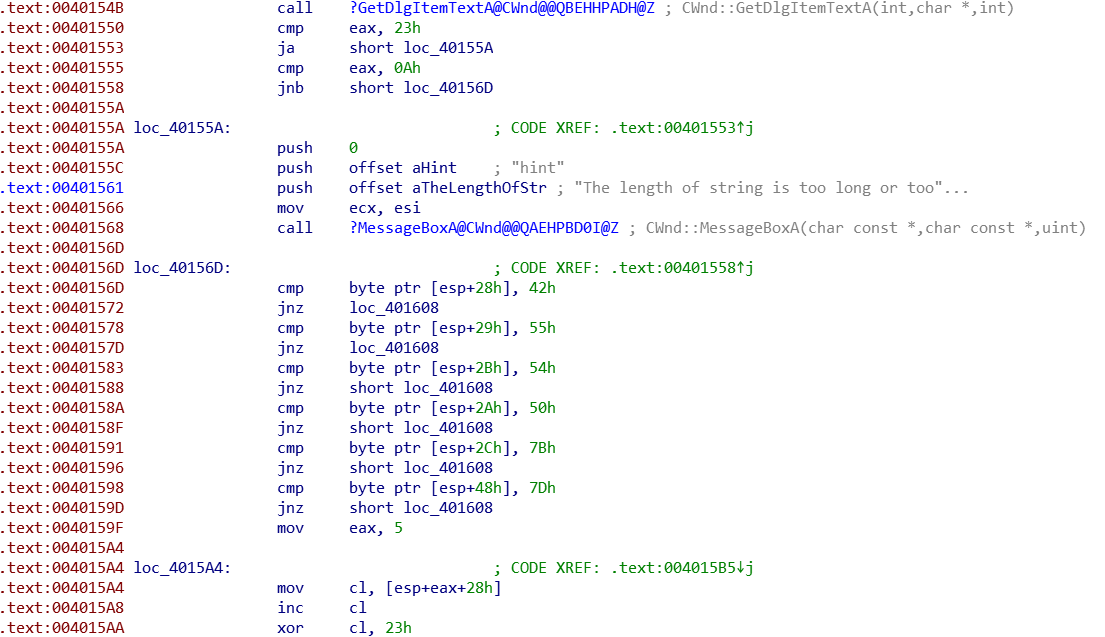 .text:0040154B call ?GetDlgItemTextA@CWnd@@QBEHHPADH@Z ; CWnd::GetDlgItemTextA(int,char *,int)
.text:00401550 cmp eax, 23h
.text:00401553 ja short loc_40155A
.text:00401555 cmp eax, 0Ah
.text:00401558 jnb short loc_40156D
.text:0040155A
.text:0040155A loc_40155A: ; CODE XREF: .text:00401553↑j
.text:0040155A push 0
.text:0040155C push offset aHint ; "hint"
.text:00401561 push offset aTheLengthOfStr ; "The length of string is too long or too"...
.text:00401566 mov ecx, esi
.text:00401568 call ?MessageBoxA@CWnd@@QAEHPBD0I@Z ; CWnd::MessageBoxA(char const *,char const *,uint)
.text:0040156D
.text:0040156D loc_40156D: ; CODE XREF: .text:00401558↑j
.text:0040156D cmp byte ptr [esp+28h], 42h
.text:00401572 jnz loc_401608
.text:00401578 cmp byte ptr [esp+29h], 55h
.text:0040157D jnz loc_401608
.text:00401583 cmp byte ptr [esp+2Bh], 54h
.text:00401588 jnz short loc_401608
.text:0040158A cmp byte ptr [esp+2Ah], 50h
.text:0040158F jnz short loc_401608
.text:00401591 cmp byte ptr [esp+2Ch], 7Bh
.text:00401596 jnz short loc_401608
.text:00401598 cmp byte ptr [esp+48h], 7Dh
.text:0040159D jnz short loc_401608
.text:0040159F mov eax, 5
.text:004015A4
.text:004015A4 loc_4015A4: ; CODE XREF: .text:004015B5↓j
.text:004015A4 mov cl, [esp+eax+28h]
.text:004015A8 inc cl
.text:004015AA xor cl, 23h